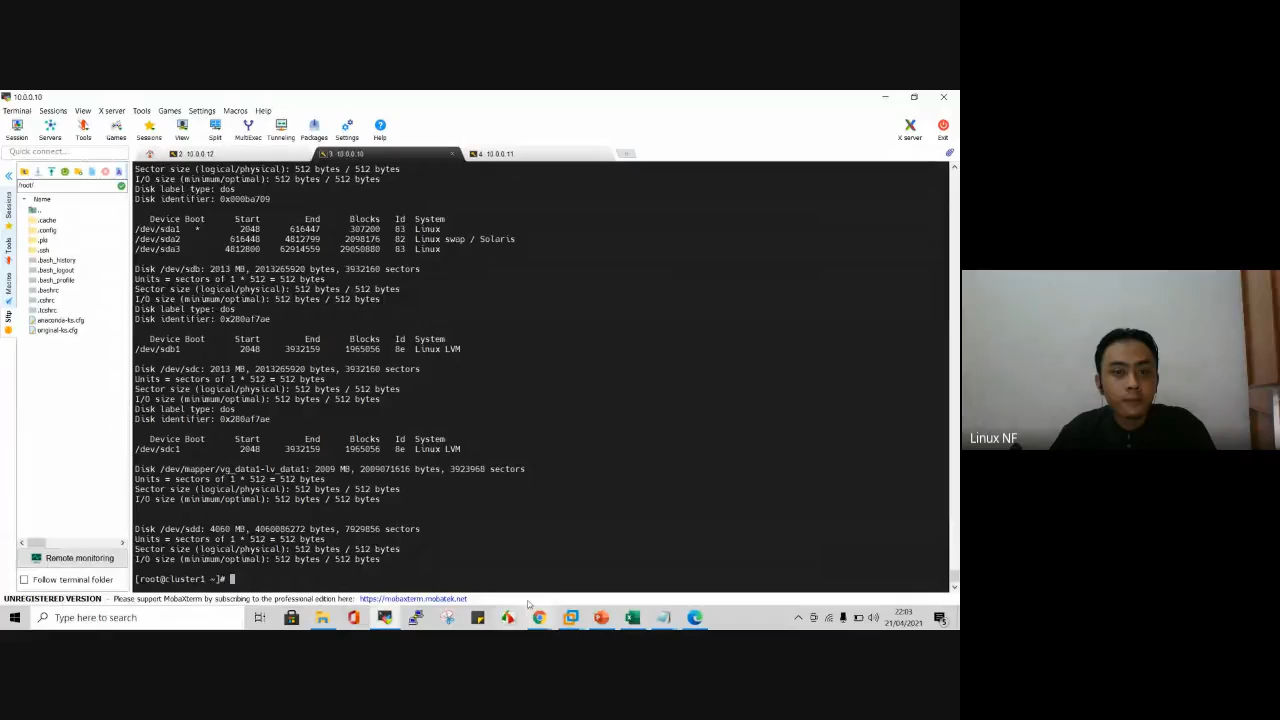 10.0.0.10
Terminal Sessions View X server Tools Games Settings Macros Help
Session Servers Tools Games Sessions View Split MultiExec Tunneling Packages Settings Help X server Exit
Quick connect...
2. 10.0.0.12
3. 10.0.0.10
4. 10.0.0.11
/root/
Name
..
.cache
.config
.pki
.ssh
.bash_history
.bash_logout
.bash_profile
.bashrc
.cshrc
.tcshrc
anaconda-ks.cfg
original-ks.cfg
Sessions
Tools
Macros
Sftp
Remote monitoring
Follow terminal folder
Sector size (logical/physical): 512 bytes / 512 bytes
I/O size (minimum/optimal): 512 bytes / 512 bytes
Disk label type: dos
Disk identifier: 0x000ba709
Device Boot Start End Blocks Id System
/dev/sda1 * 2048 616447 307200 83 Linux
/dev/sda2 616448 4812799 2098176 82 Linux swap / Solaris
/dev/sda3 4812800 62914559 29050880 83 Linux
Disk /dev/sdb: 2013 MB, 2013265920 bytes, 3932160 sectors
Units = sectors of 1 * 512 = 512 bytes
Sector size (logical/physical): 512 bytes / 512 bytes
I/O size (minimum/optimal): 512 bytes / 512 bytes
Disk label type: dos
Disk identifier: 0x280af7ae
Device Boot Start End Blocks Id System
/dev/sdb1 2048 3932159 1965056 8e Linux LVM
Disk /dev/sdc: 2013 MB, 2013265920 bytes, 3932160 sectors
Units = sectors of 1 * 512 = 512 bytes
Sector size (logical/physical): 512 bytes / 512 bytes
I/O size (minimum/optimal): 512 bytes / 512 bytes
Disk label type: dos
Disk identifier: 0x280af7ae
Device Boot Start End Blocks Id System
/dev/sdc1 2048 3932159 1965056 8e Linux LVM
Disk /dev/mapper/vg_data1-lv_data1: 2009 MB, 2009071616 bytes, 3923968 sectors
Units = sectors of 1 * 512 = 512 bytes
Sector size (logical/physical): 512 bytes / 512 bytes
I/O size (minimum/optimal): 512 bytes / 512 bytes
Disk /dev/sdd: 4060 MB, 4060086272 bytes, 7929856 sectors
Units = sectors of 1 * 512 = 512 bytes
Sector size (logical/physical): 512 bytes / 512 bytes
I/O size (minimum/optimal): 512 bytes / 512 bytes
[root@cluster1 ~]#
Linux NF
UNREGISTERED VERSION - Please support MobaXterm by subscribing to the professional edition here: https://mobaxterm.mobatek.net
Type here to search
22:03
21/04/2021
5